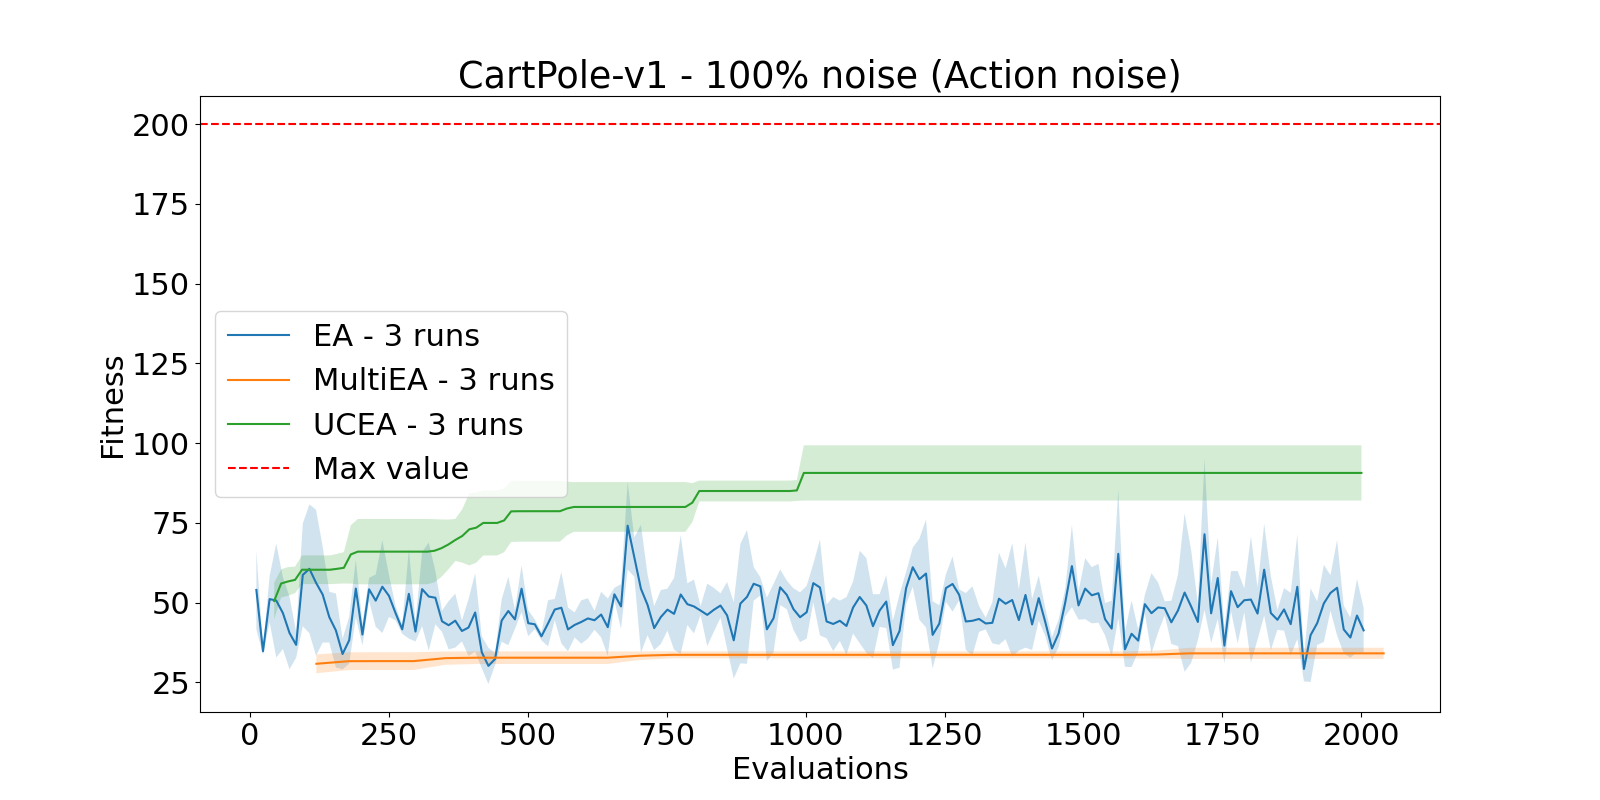 CartPole-v1 - 100% noise (Action noise)
Fitness
200
175
150
125
100
75
50
25
EA - 3 runs
MultiEA - 3 runs
UCEA - 3 runs
Max value
0 250 500 750 1000 1250 1500 1750 2000
Evaluations